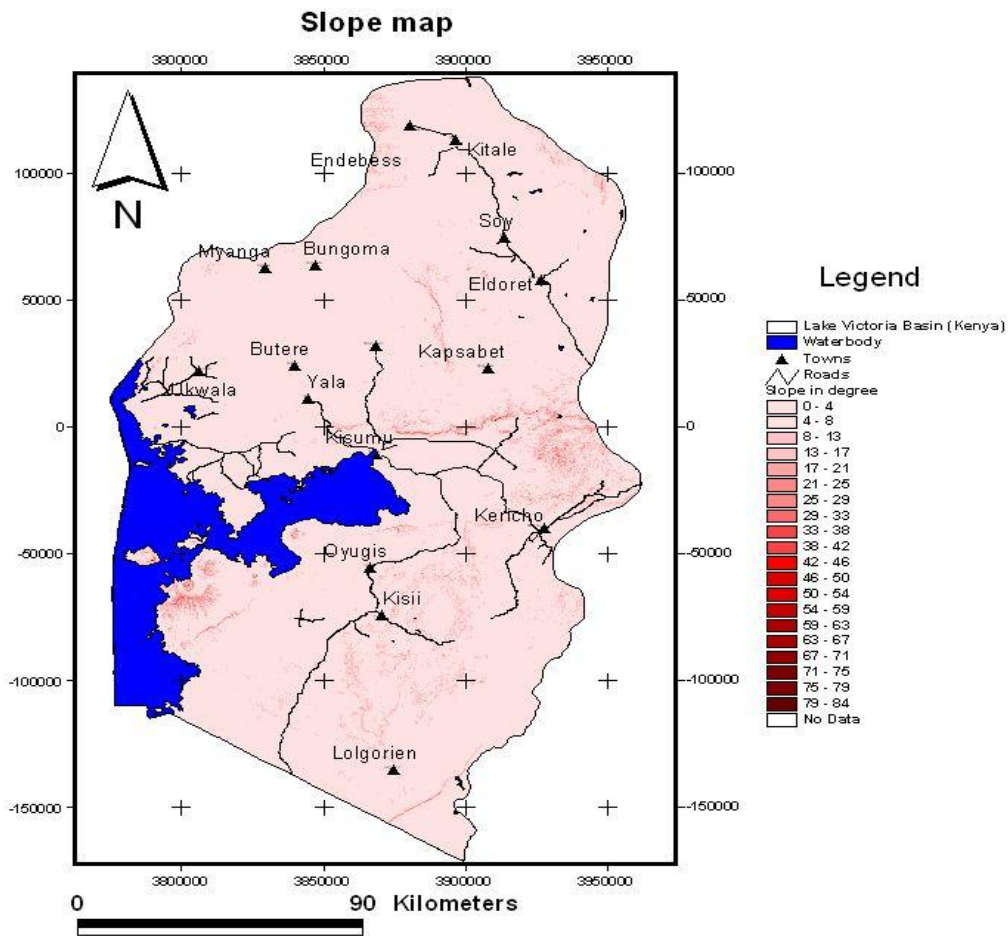 Slope map
3800000 3850000 3900000 3950000
N
Endebess
Kitale
100000 100000
Soy
Myanga Bungoma
Eldoret
50000 50000
Butere Kapsabet
Ukwala Yala
0 0
Kisumu
Kericho
-50000 Oyugis -50000
Kisii
-100000 -100000
Lolgorien
-150000 -150000
3800000 3850000 3900000 3950000
0 90 Kilometers
Legend
Lake Victoria Basin (Kenya)
Waterbody
Towns
Roads
Slope in degree
0 - 4
4 - 8
8 - 13
13 - 17
17 - 21
21 - 25
25 - 29
29 - 33
33 - 38
38 - 42
42 - 46
46 - 50
50 - 54
54 - 59
59 - 63
63 - 67
67 - 71
71 - 75
75 - 79
79 - 84
No Data